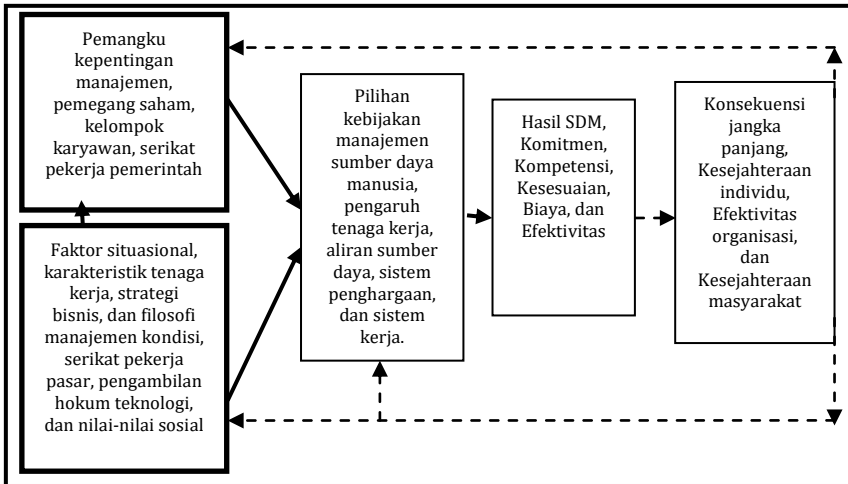 Pemangku
kepentingan
manajemen,
pemegang saham,
kelompok
karyawan, serikat
pekerja pemerintah
Faktor situasional,
karakteristik tenaga
kerja, strategi
bisnis, dan filosofi
manajemen kondisi,
serikat pekerja
pasar, pengambilan
hokum teknologi,
dan nilai-nilai sosial
Pilihan
kebijakan
manajemen
sumber daya
manusia,
pengaruh
tenaga kerja,
aliran sumber
daya, sistem
penghargaan,
dan sistem
kerja.
Hasil SDM,
Komitmen,
Kompetensi,
Kesesuaian,
Biaya, dan
Efektivitas
Konsekuensi
jangka
panjang,
Kesejahteraan
individu,
Efektivitas
organisasi,
dan
Kesejahteraan
masyarakat